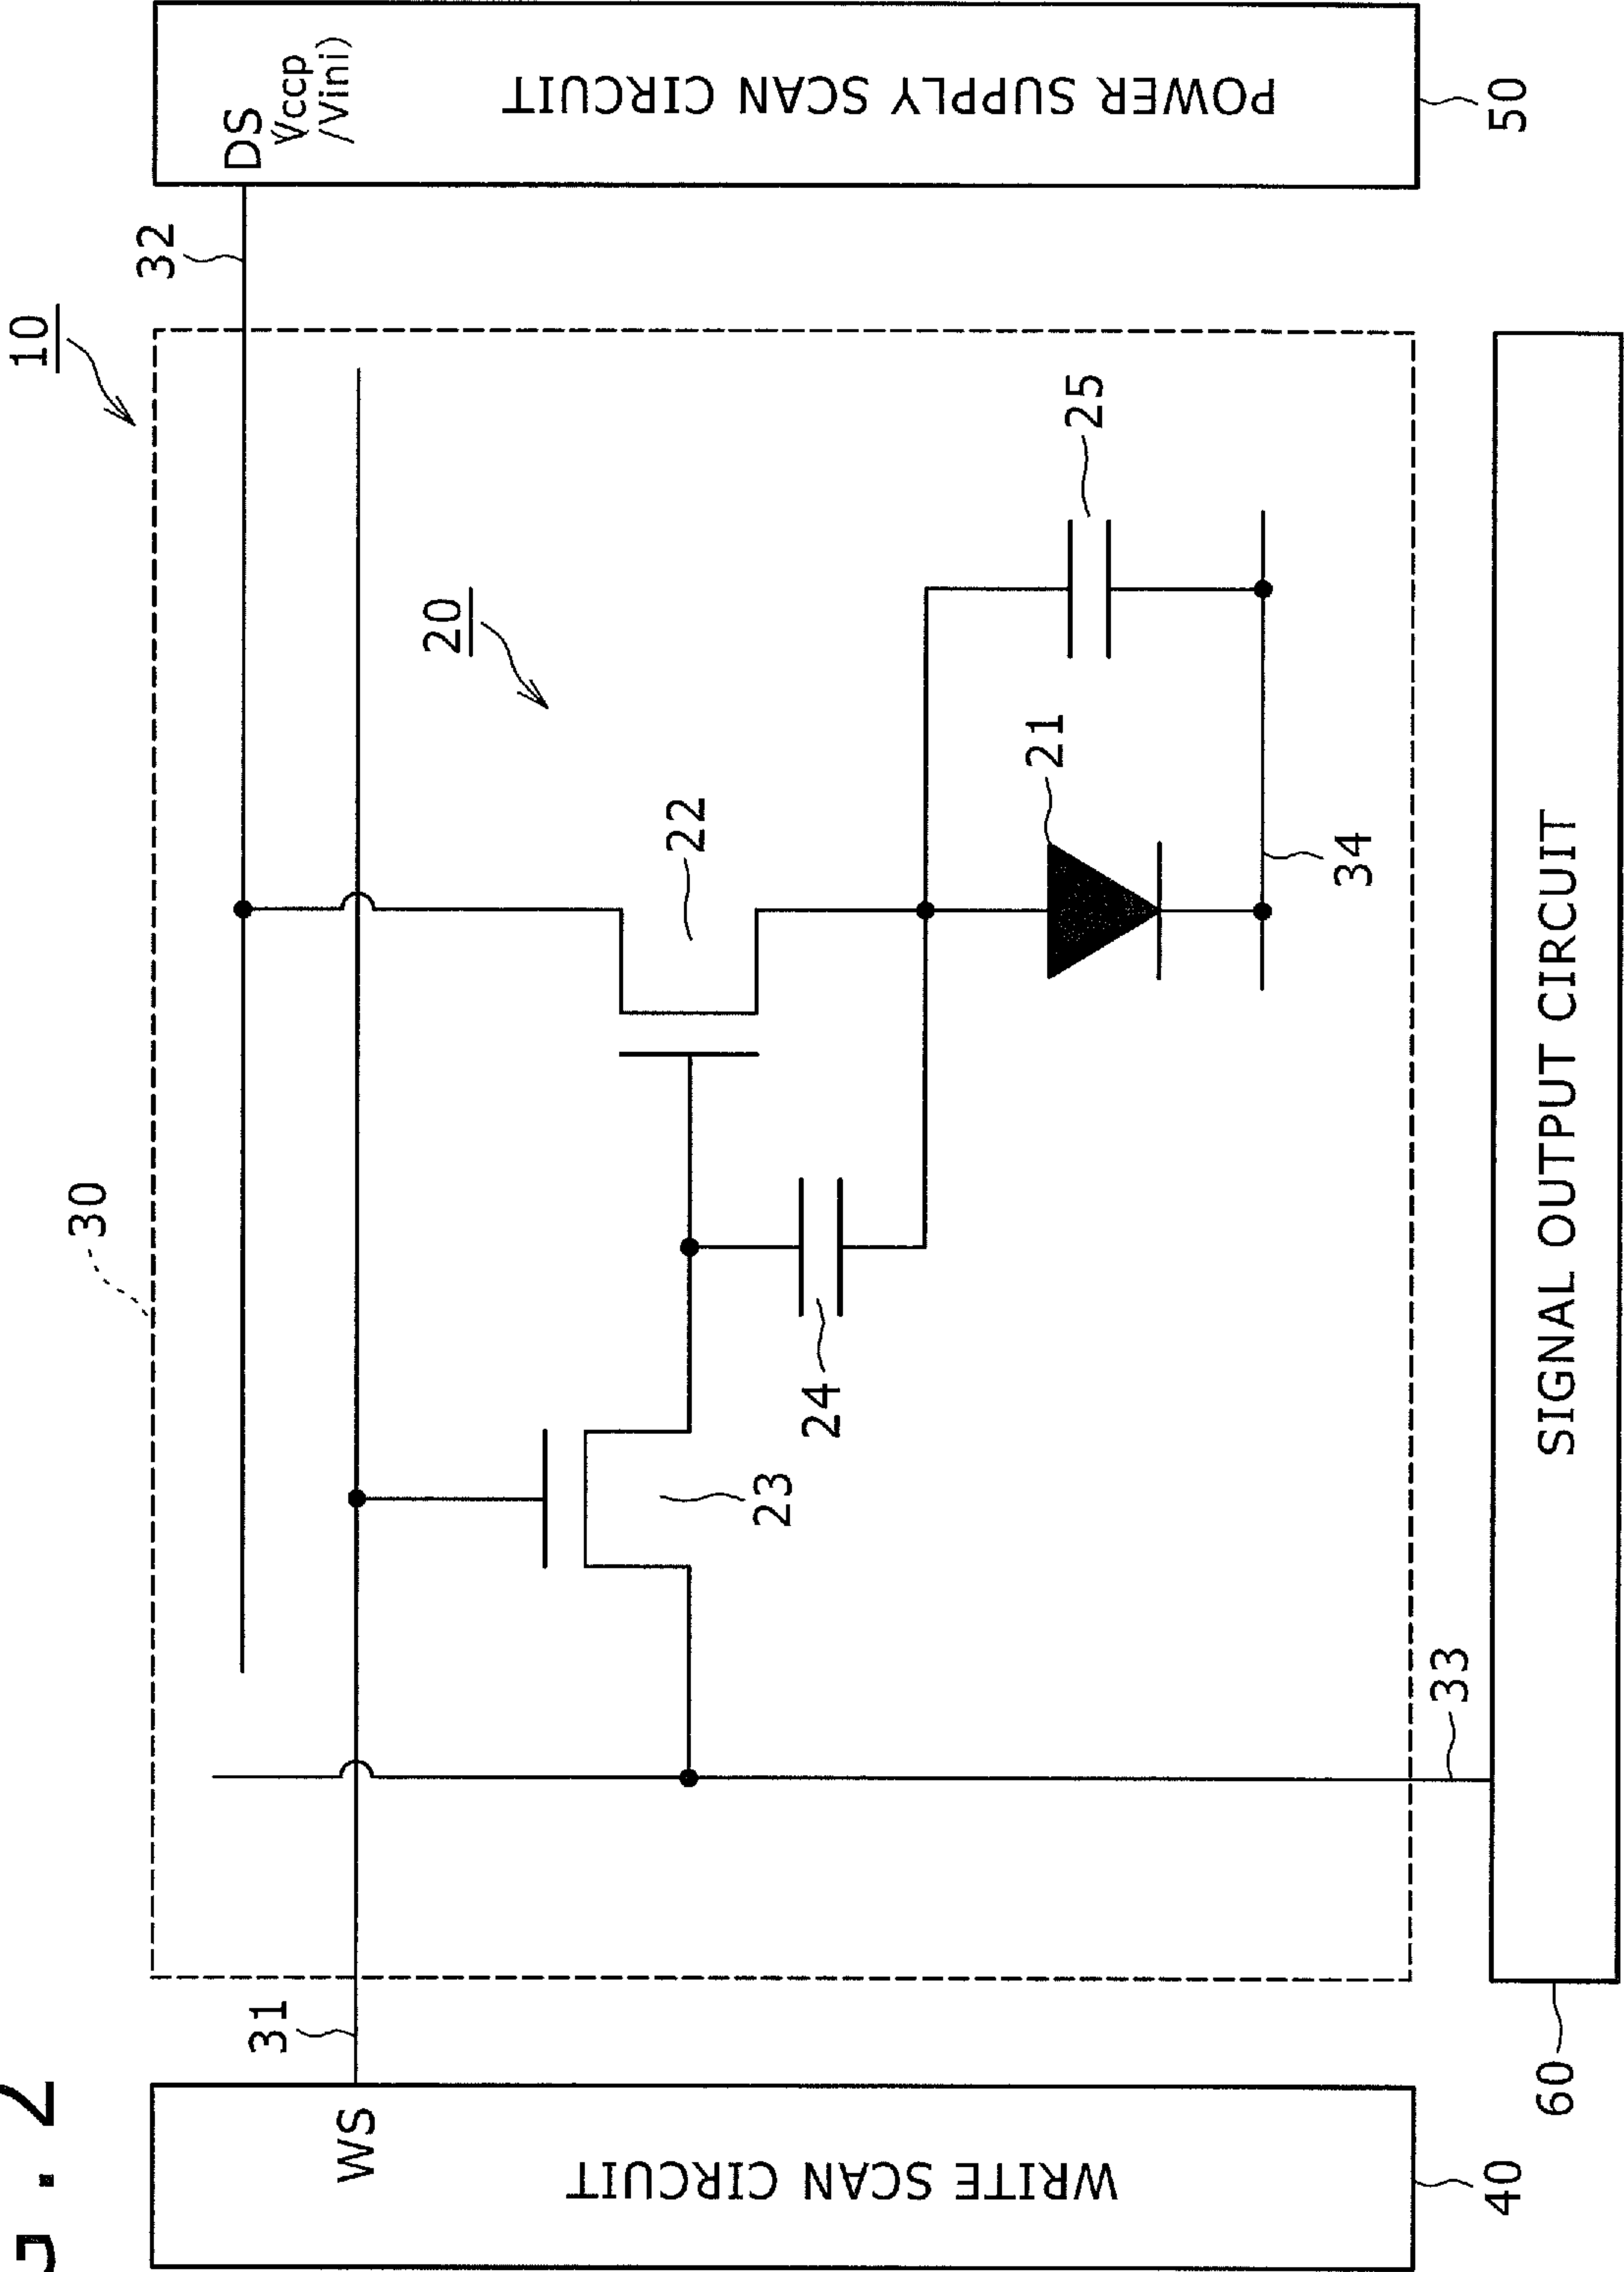 10
30
32
DS
(Vccp
/Vini)
POWER SUPPLY SCAN CIRCUIT
50
31
WS
WRITE SCAN CIRCUIT
40
20
22
23
24
21
25
34
33
SIGNAL OUTPUT CIRCUIT
60